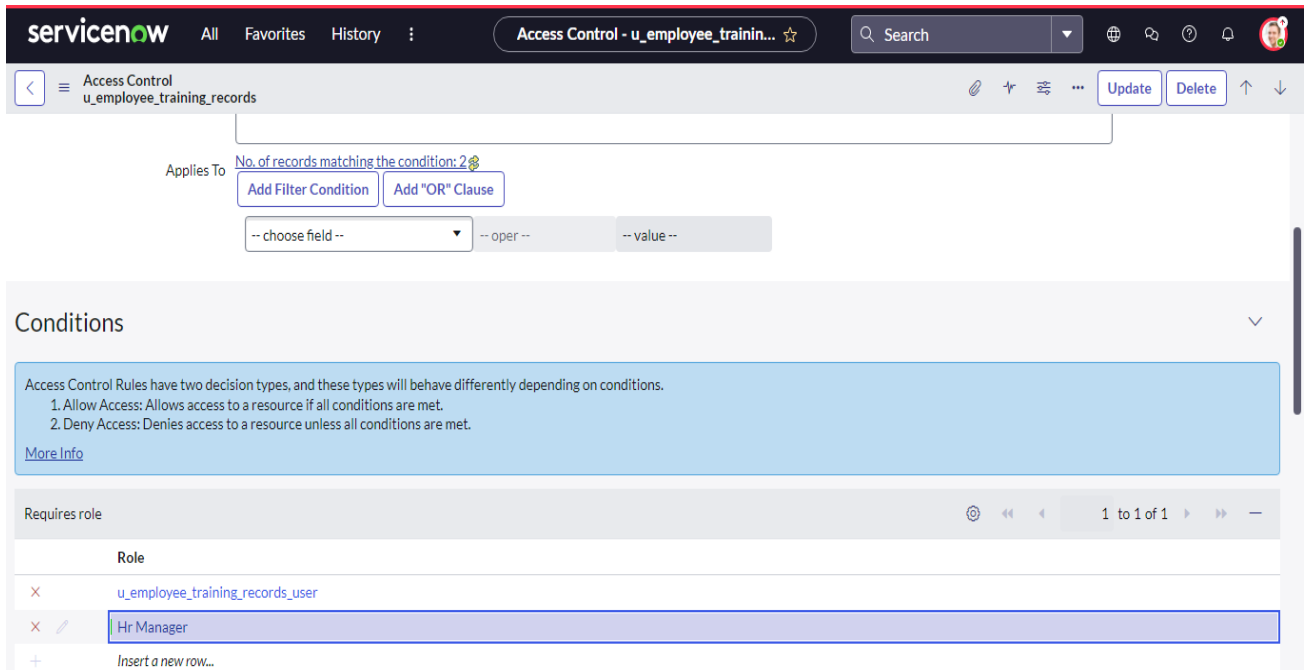 servicenow All Favorites History Access Control - u_employee_trainin... Search
Access Control
u_employee_training_records Update Delete
Applies To No. of records matching the condition: 2
Add Filter Condition Add "OR" Clause
-- choose field -- -- oper -- -- value --
Conditions
Access Control Rules have two decision types, and these types will behave differently depending on conditions.
1. Allow Access: Allows access to a resource if all conditions are met.
2. Deny Access: Denies access to a resource unless all conditions are met.
More Info
Requires role 1 to 1 of 1
Role
u_employee_training_records_user
Hr Manager
Insert a new row...